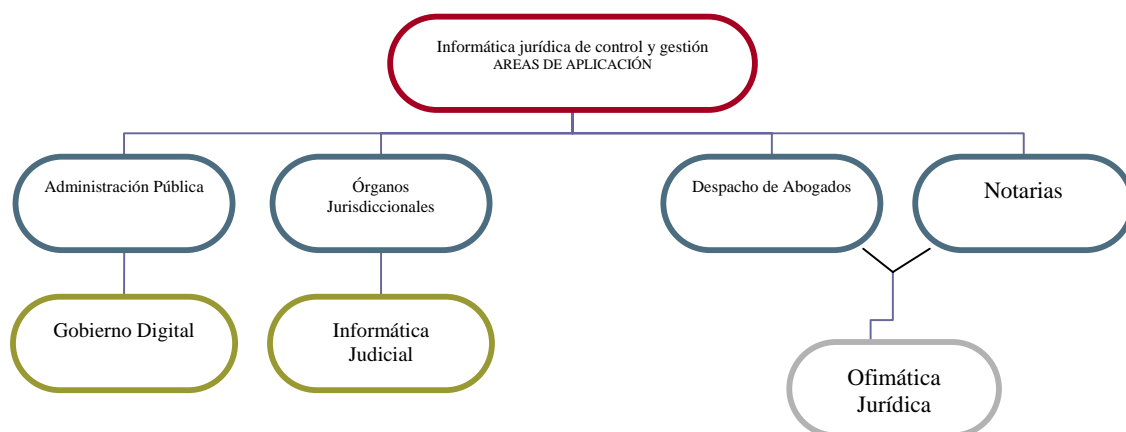 Informática jurídica de control y gestión
AREAS DE APLICACIÓN
Administración Pública
Órganos
Jurisdiccionales
Despacho de Abogados
Notarias
Gobierno Digital
Informática
Judicial
Ofimática
Jurídica